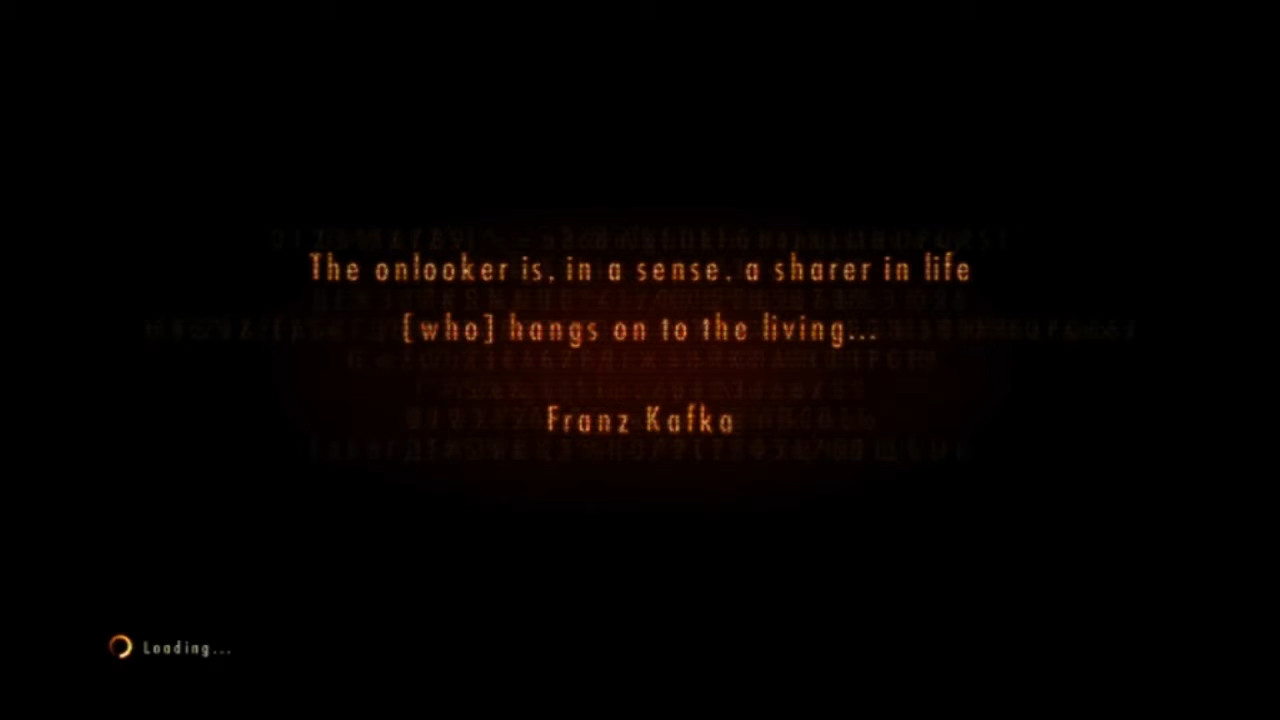 The onlooker is, in a sense, a sharer in life
[who] hangs on to the living...
Franz Kafka
Loading...